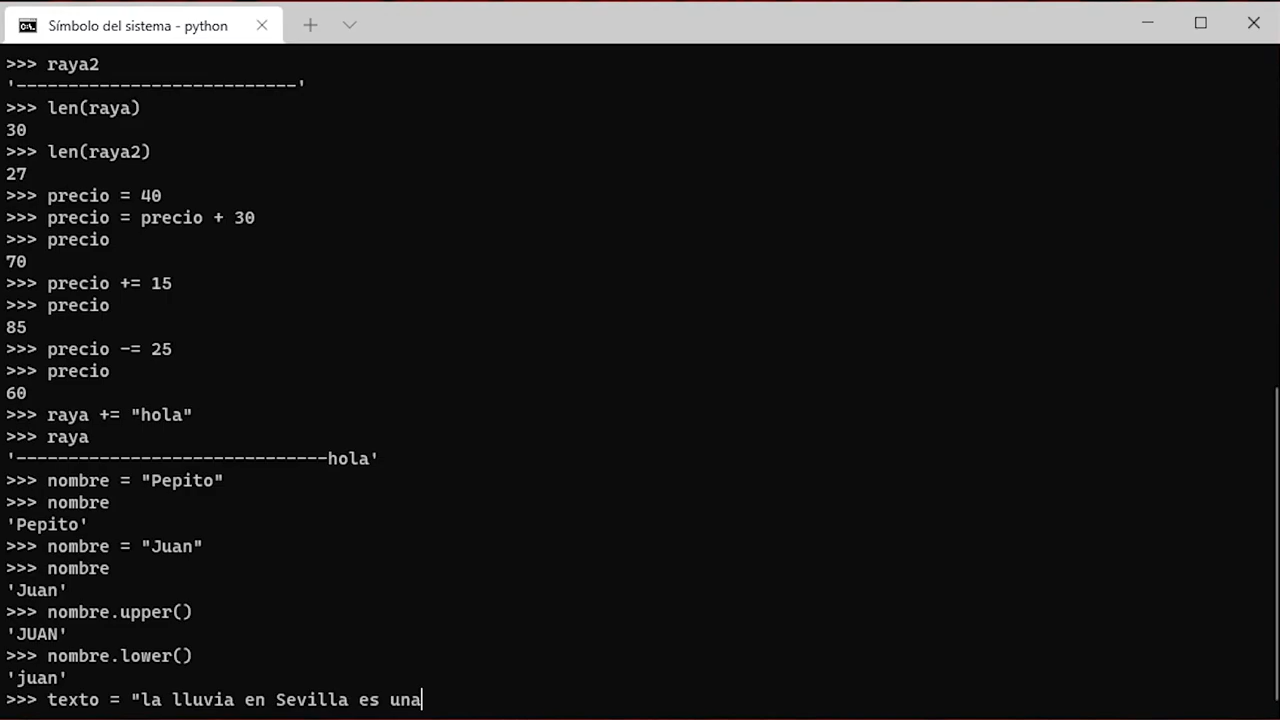 Símbolo del sistema - python
>>> raya2
'---------------------------'
>>> len(raya)
30
>>> len(raya2)
27
>>> precio = 40
>>> precio = precio + 30
>>> precio
70
>>> precio += 15
>>> precio
85
>>> precio -= 25
>>> precio
60
>>> raya += "hola"
>>> raya
'------------------------------hola'
>>> nombre = "Pepito"
>>> nombre
'Pepito'
>>> nombre = "Juan"
>>> nombre
'Juan'
>>> nombre.upper()
'JUAN'
>>> nombre.lower()
'juan'
>>> texto = "la lluvia en Sevilla es una